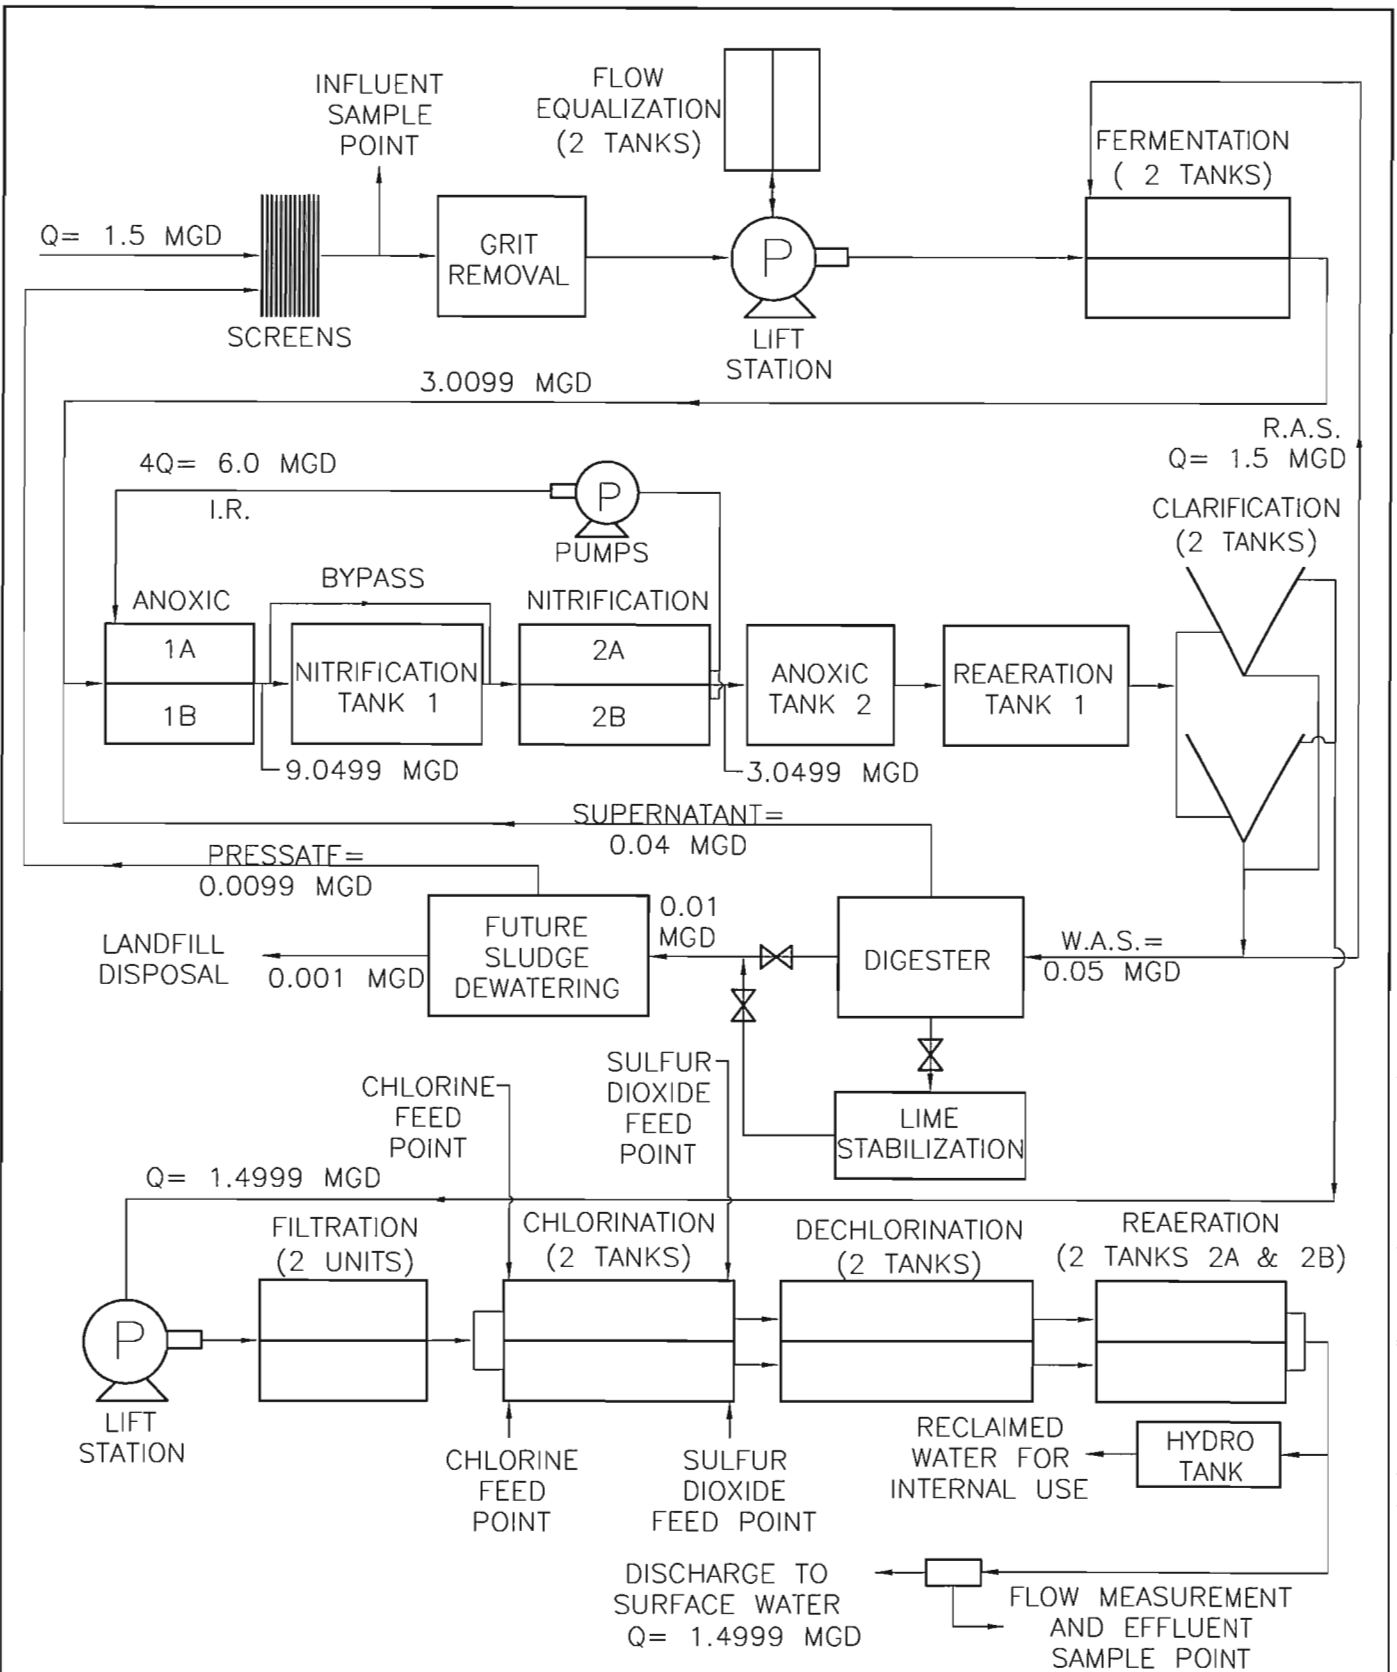 INFLUENT
SAMPLE
POINT
FLOW
EQUALIZATION
(2 TANKS)
FERMENTATION
( 2 TANKS)
Q= 1.5 MGD
SCREENS
GRIT
REMOVAL
P
LIFT
STATION
3.0099 MGD
R.A.S.
Q= 1.5 MGD
4Q= 6.0 MGD
I.R.
P
PUMPS
CLARIFICATION
(2 TANKS)
BYPASS
ANOXIC
1A
1B
NITRIFICATION
TANK 1
NITRIFICATION
2A
2B
ANOXIC
TANK 2
REAERATION
TANK 1
9.0499 MGD
3.0499 MGD
SUPERNATANT=
0.04 MGD
PRESSATE=
0.0099 MGD
LANDFILL
DISPOSAL
0.001 MGD
FUTURE
SLUDGE
DEWATERING
0.01
MGD
DIGESTER
W.A.S.=
0.05 MGD
LIME
STABILIZATION
CHLORINE
FEED
POINT
SULFUR
DIOXIDE
FEED
POINT
Q= 1.4999 MGD
FILTRATION
(2 UNITS)
CHLORINATION
(2 TANKS)
DECHLORINATION
(2 TANKS)
REAERATION
(2 TANKS 2A & 2B)
P
LIFT
STATION
CHLORINE
FEED
POINT
SULFUR
DIOXIDE
FEED POINT
RECLAIMED
WATER FOR
INTERNAL USE
HYDRO
TANK
DISCHARGE TO
SURFACE WATER
Q= 1.4999 MGD
FLOW MEASUREMENT
AND EFFLUENT
SAMPLE POINT